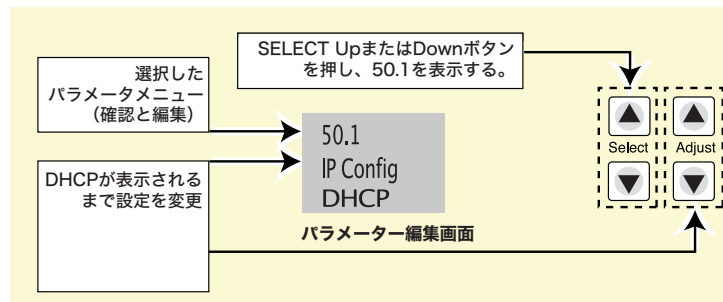 SELECT UpまたはDownボタン
を押し、50.1を表示する。
選択した
パラメータメニュー
（確認と編集）
50.1
IP Config
DHCP
Select
Adjust
DHCPが表示される
まで設定を変更
パラメーター編集画面